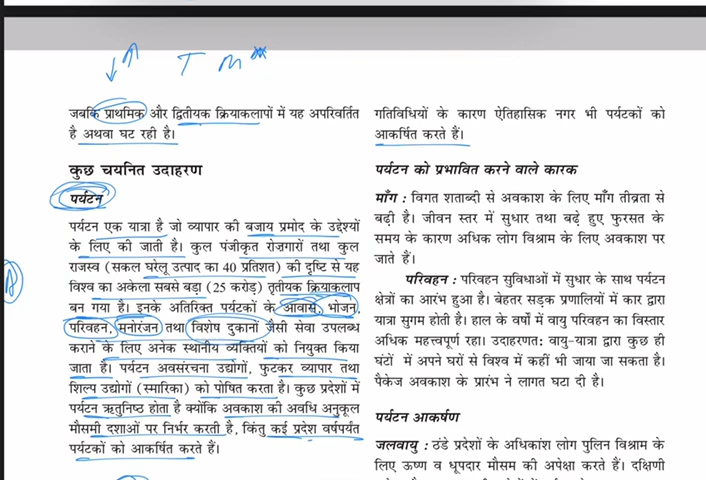 T m**
जबकि प्राथमिक और द्वितीयक क्रियाकलापों में यह अपरिवर्तित
है अथवा घट रही है।
कुछ चयनित उदाहरण
पर्यटन
पर्यटन एक यात्रा है जो व्यापार की बजाय प्रमोद के उद्देश्यों
के लिए की जाती है। कुल पंजीकृत रोजगारों तथा कुल
राजस्व (सकल घरेलू उत्पाद का 40 प्रतिशत) की दृष्टि से यह
विश्व का अकेला सबसे बड़ा (25 करोड़) तृतीयक क्रियाकलाप
बन गया है। इनके अतिरिक्त पर्यटकों के आवास, भोजन,
परिवहन, मनोरंजन तथा विशेष दुकानों जैसी सेवा उपलब्ध
कराने के लिए अनेक स्थानीय व्यक्तियों को नियुक्त किया
जाता है। पर्यटन अवसंरचना उद्योगों, फुटकर व्यापार तथा
शिल्प उद्योगों (स्मारिका) को पोषित करता है। कुछ प्रदेशों में
पर्यटन ऋतुनिष्ठ होता है क्योंकि अवकाश की अवधि अनुकूल
मौसमी दशाओं पर निर्भर करती है, किंतु कई प्रदेश वर्षपर्यंत
पर्यटकों को आकर्षित करते हैं।
गतिविधियों के कारण ऐतिहासिक नगर भी पर्यटकों को
आकर्षित करते हैं।
पर्यटन को प्रभावित करने वाले कारक
माँग : विगत शताब्दी से अवकाश के लिए माँग तीव्रता से
बढ़ी है। जीवन स्तर में सुधार तथा बढ़े हुए फुरसत के
समय के कारण अधिक लोग विश्राम के लिए अवकाश पर
जाते हैं।
परिवहन : परिवहन सुविधाओं में सुधार के साथ पर्यटन
क्षेत्रों का आरंभ हुआ है। बेहतर सड़क प्रणालियों में कार द्वारा
यात्रा सुगम होती है। हाल के वर्षों में वायु परिवहन का विस्तार
अधिक महत्त्वपूर्ण रहा। उदाहरणत: वायु-यात्रा द्वारा कुछ ही
घंटों में अपने घरों से विश्व में कहीं भी जाया जा सकता है।
पैकेज अवकाश के प्रारंभ ने लागत घटा दी है।
पर्यटन आकर्षण
जलवायु : ठंडे प्रदेशों के अधिकांश लोग पुलिन विश्राम के
लिए ऊष्ण व धूपदार मौसम की अपेक्षा करते हैं। दक्षिणी